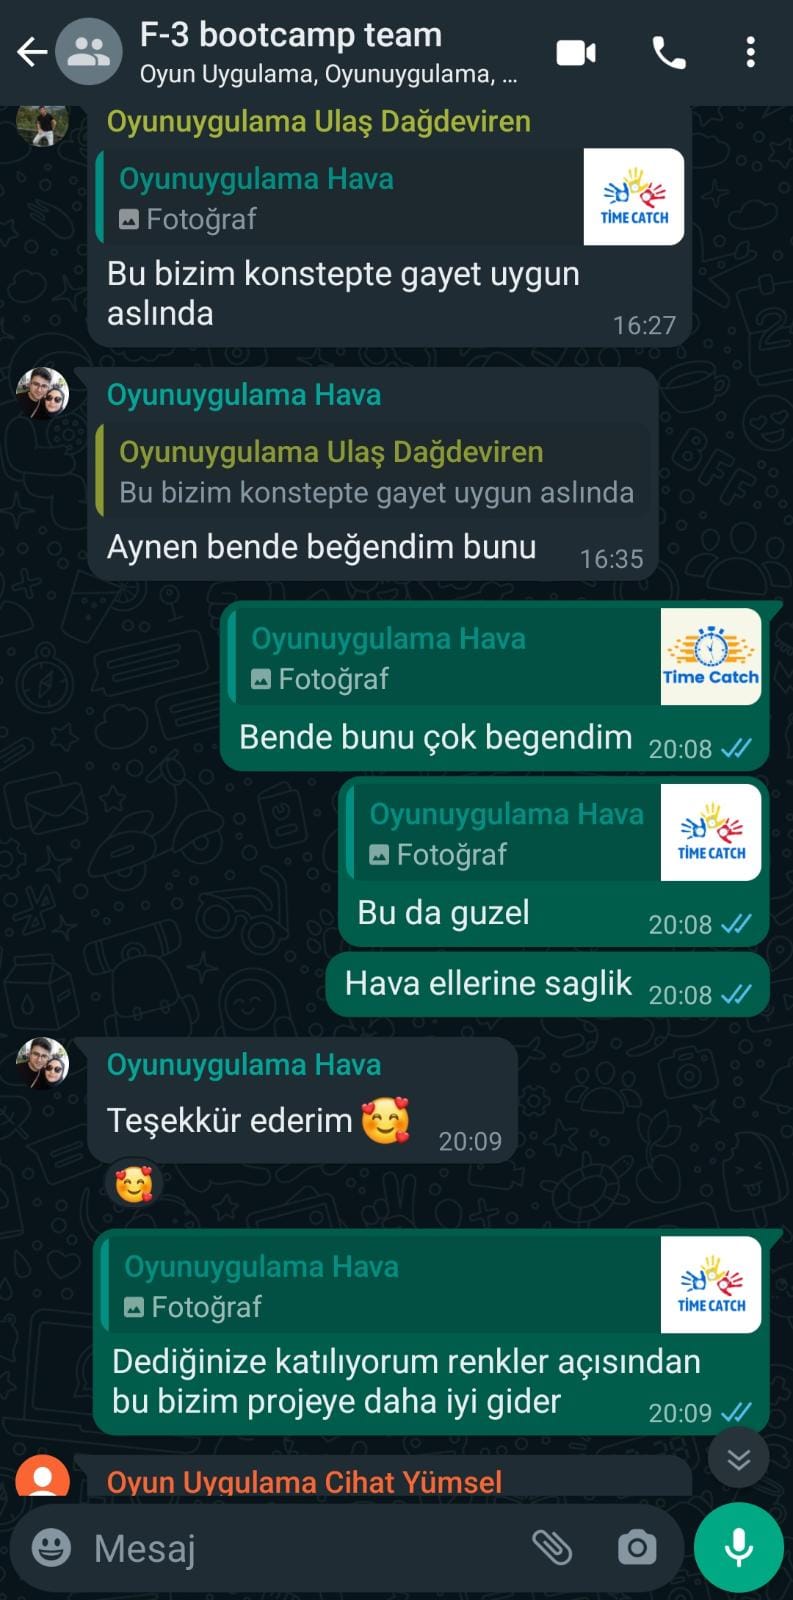 F-3 bootcamp team
Oyun Uygulama, Oyunuygulama, ...
Oyunuygulama Ulaş Dağdeviren
Oyunuygulama Hava
Fotoğraf
TİME CATCH
Bu bizim konstepte gayet uygun
aslında
16:27
Oyunuygulama Hava
Oyunuygulama Ulaş Dağdeviren
Bu bizim konstepte gayet uygun aslında
Aynen bende beğendim bunu
16:35
Oyunuygulama Hava
Fotoğraf
Time Catch
Bende bunu çok begendim
20:08
Oyunuygulama Hava
Fotoğraf
TİME CATCH
Bu da guzel
20:08
Hava ellerine saglik
20:08
Oyunuygulama Hava
Teşekkür ederim 🥰
20:09
🥰
Oyunuygulama Hava
Fotoğraf
TİME CATCH
Dediğinize katılıyorum renkler açısından
bu bizim projeye daha iyi gider
20:09
Oyun Uygulama Cihat Yümsel
Mesaj